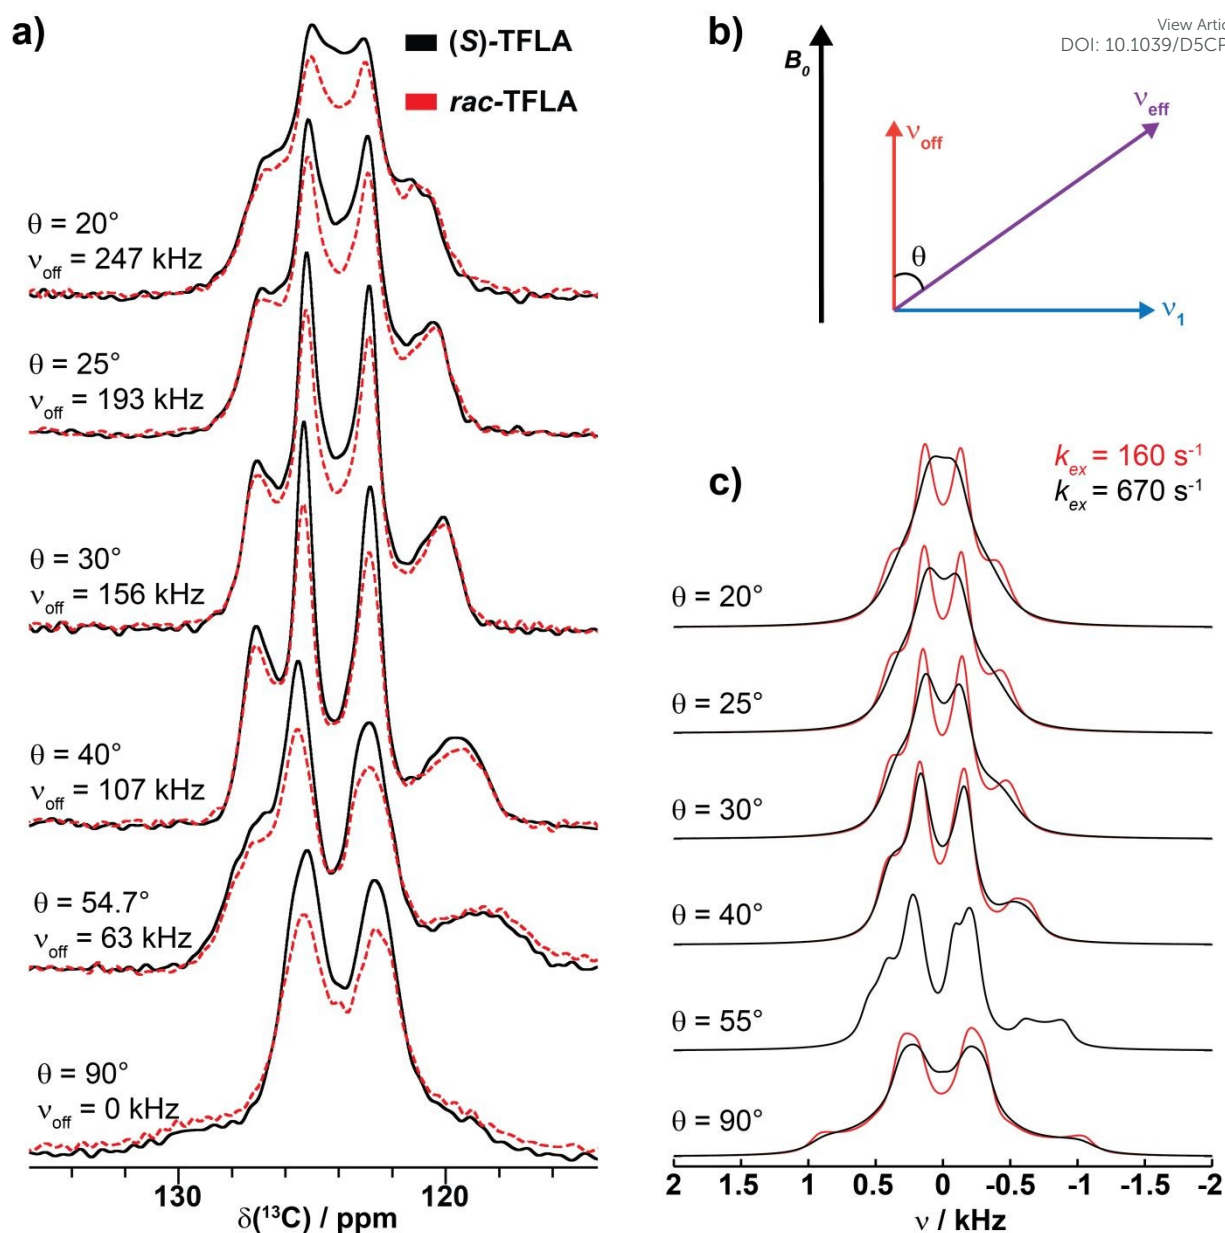 a)
(S)-TFLA
rac-TFLA
θ = 20°
νoff = 247 kHz
θ = 25°
νoff = 193 kHz
θ = 30°
νoff = 156 kHz
θ = 40°
νoff = 107 kHz
θ = 54.7°
νoff = 63 kHz
θ = 90°
νoff = 0 kHz
130
120
δ(¹³C) / ppm
b)
View Artic
DOI: 10.1039/D5CP
B₀
νeff
νoff
θ
ν₁
c)
kex = 160 s⁻¹
kex = 670 s⁻¹
θ = 20°
θ = 25°
θ = 30°
θ = 40°
θ = 55°
θ = 90°
2 1.5 1 0.5 0 -0.5 -1 -1.5 -2
ν / kHz